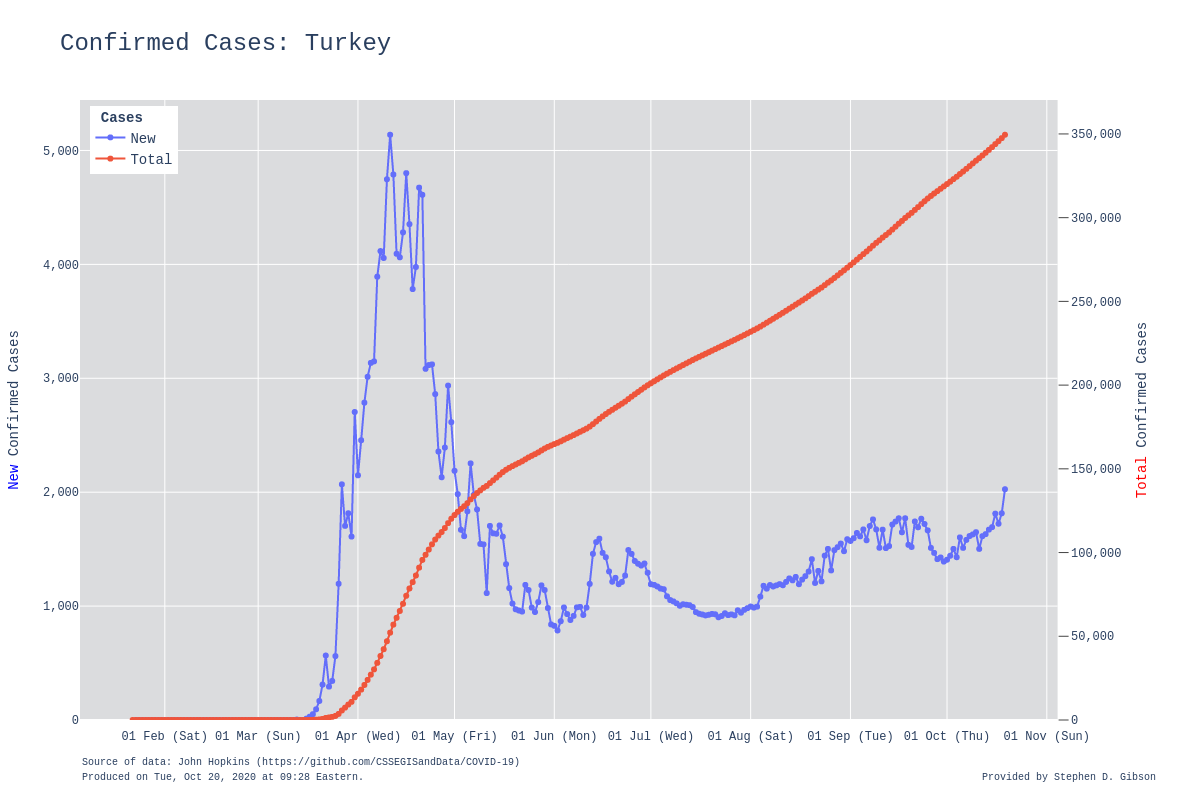 Confirmed Cases: Turkey
Cases
New
Total
5,000
4,000
3,000
2,000
1,000
0
New Confirmed Cases
350,000
300,000
250,000
200,000
150,000
100,000
50,000
0
Total Confirmed Cases
01 Feb (Sat) 01 Mar (Sun) 01 Apr (Wed) 01 May (Fri) 01 Jun (Mon) 01 Jul (Wed) 01 Aug (Sat) 01 Sep (Tue) 01 Oct (Thu) 01 Nov (Sun)
Source of data: John Hopkins (https://github.com/CSSEGISandData/COVID-19)
Produced on Tue, Oct 20, 2020 at 09:28 Eastern.
Provided by Stephen D. Gibson